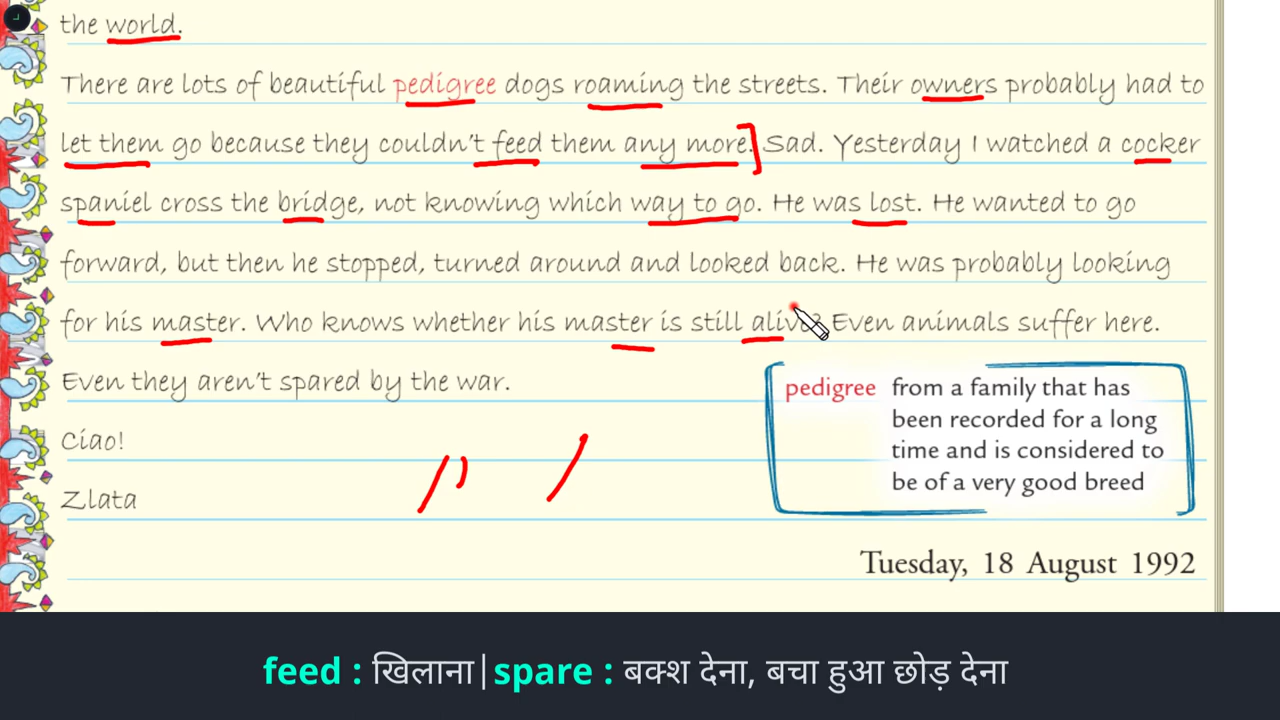 the world.
There are lots of beautiful pedigree dogs roaming the streets. Their owners probably had to
let them go because they couldn't feed them any more. Sad. Yesterday I watched a cocker
spaniel cross the bridge, not knowing which way to go. He was lost. He wanted to go
forward, but then he stopped, turned around and looked back. He was probably looking
for his master. Who knows whether his master is still alive? Even animals suffer here.
Even they aren't spared by the war.
Ciao!
Zlata
pedigree from a family that has
been recorded for a long
time and is considered to
be of a very good breed
Tuesday, 18 August 1992
feed : खिलाना|spare : बक्श देना, बचा हुआ छोड़ देना